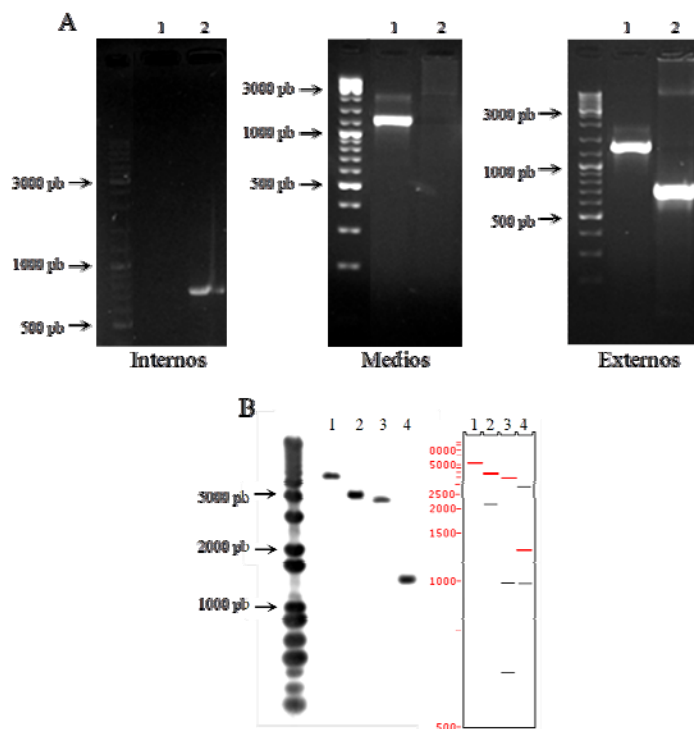 A
1 2
1 2
1 2
3000 pb
1000 pb
500 pb
Internos
3000 pb
1000 pb
500 pb
Medios
3000 pb
1000 pb
500 pb
Externos
B
1 2 3 4
3000 pb
2000 pb
1000 pb
1 2 3 4
0000
5000
2500
2000
1500
1000
500